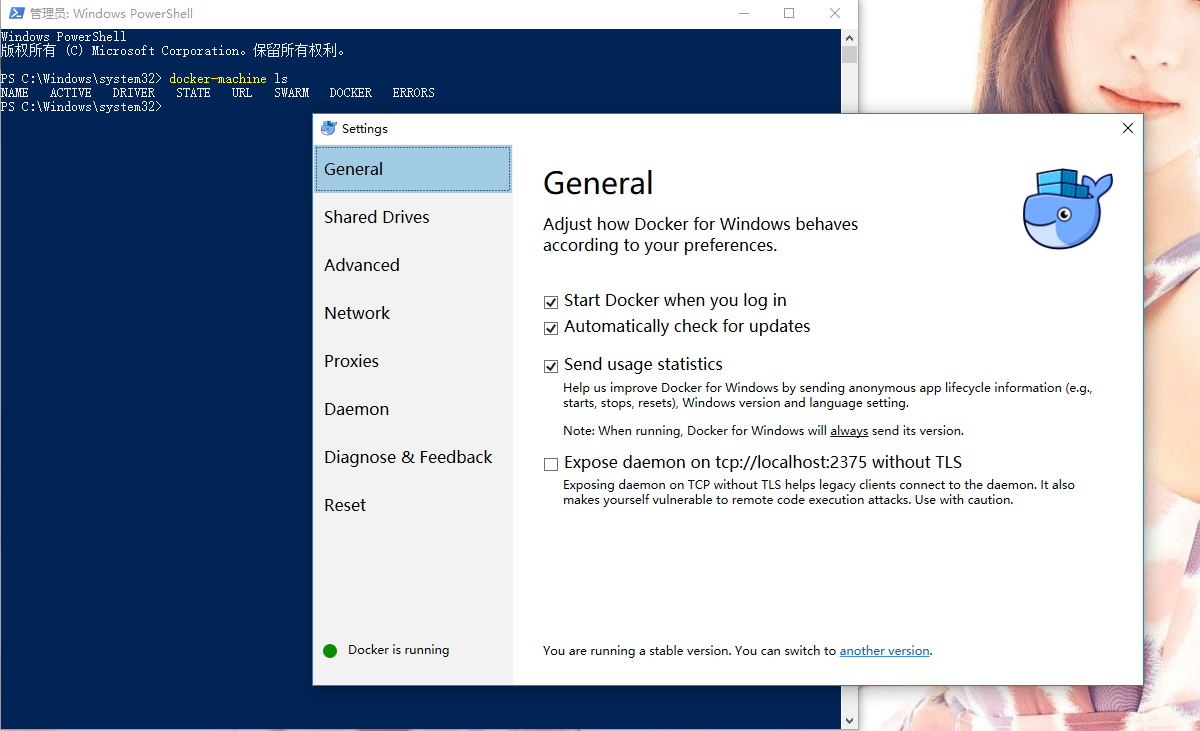 管理员: Windows PowerShell
Windows PowerShell
版权所有 (C) Microsoft Corporation。保留所有权利。
PS C:\Windows\system32> docker-machine ls
NAME ACTIVE DRIVER STATE URL SWARM DOCKER ERRORS
PS C:\Windows\system32>
Settings
General
Shared Drives
Advanced
Network
Proxies
Daemon
Diagnose & Feedback
Reset
Docker is running
General
Adjust how Docker for Windows behaves
according to your preferences.
Start Docker when you log in
Automatically check for updates
Send usage statistics
Help us improve Docker for Windows by sending anonymous app lifecycle information (e.g.,
starts, stops, resets), Windows version and language setting.
Note: When running, Docker for Windows will always send its version.
Expose daemon on tcp://localhost:2375 without TLS
Exposing daemon on TCP without TLS helps legacy clients connect to the daemon. It also
makes yourself vulnerable to remote code execution attacks. Use with caution.
You are running a stable version. You can switch to another version.